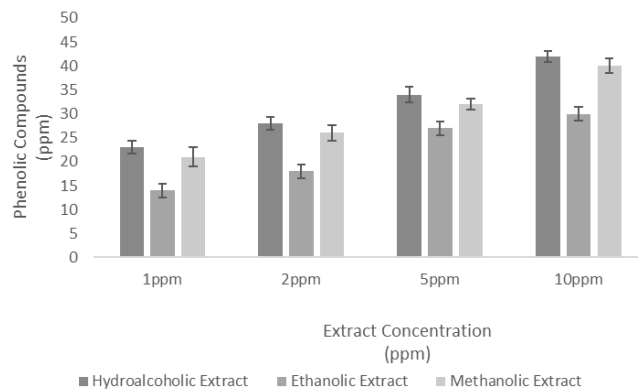 50
45
40
35
30
25
20
15
10
5
0
Phenolic Compounds
(ppm)
1ppm 2ppm 5ppm 10ppm
Extract Concentration
(ppm)
Hydroalcoholic Extract Ethanolic Extract Methanolic Extract